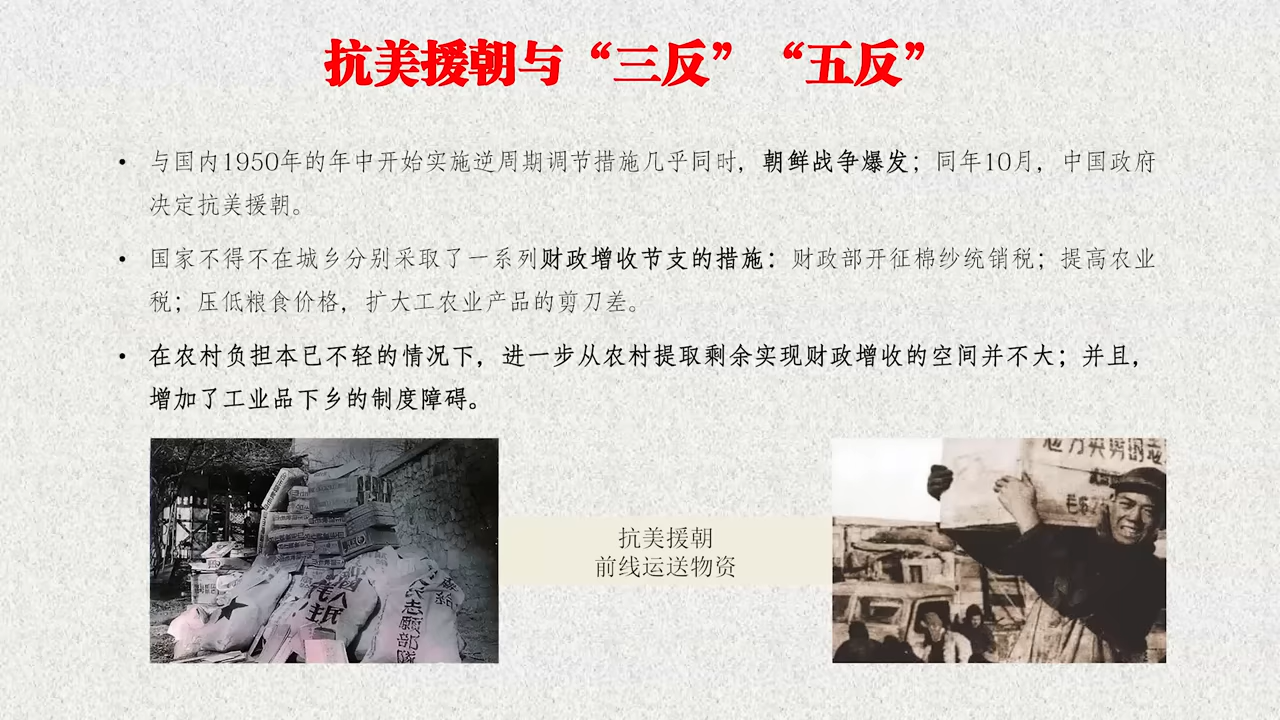 抗美援朝与“三反”“五反”
• 与国内1950年的年中开始实施逆周期调节措施几乎同时，朝鲜战争爆发；同年10月，中国政府
决定抗美援朝。
• 国家不得不在城乡分别采取了一系列财政增收节支的措施：财政部开征棉纱统销税；提高农业
税；压低粮食价格，扩大工农业产品的剪刀差。
• 在农村负担本已不轻的情况下，进一步从农村提取剩余实现财政增收的空间并不大；并且，
增加了工业品下乡的制度障碍。
抗美援朝
前线运送物资
民志願部隊